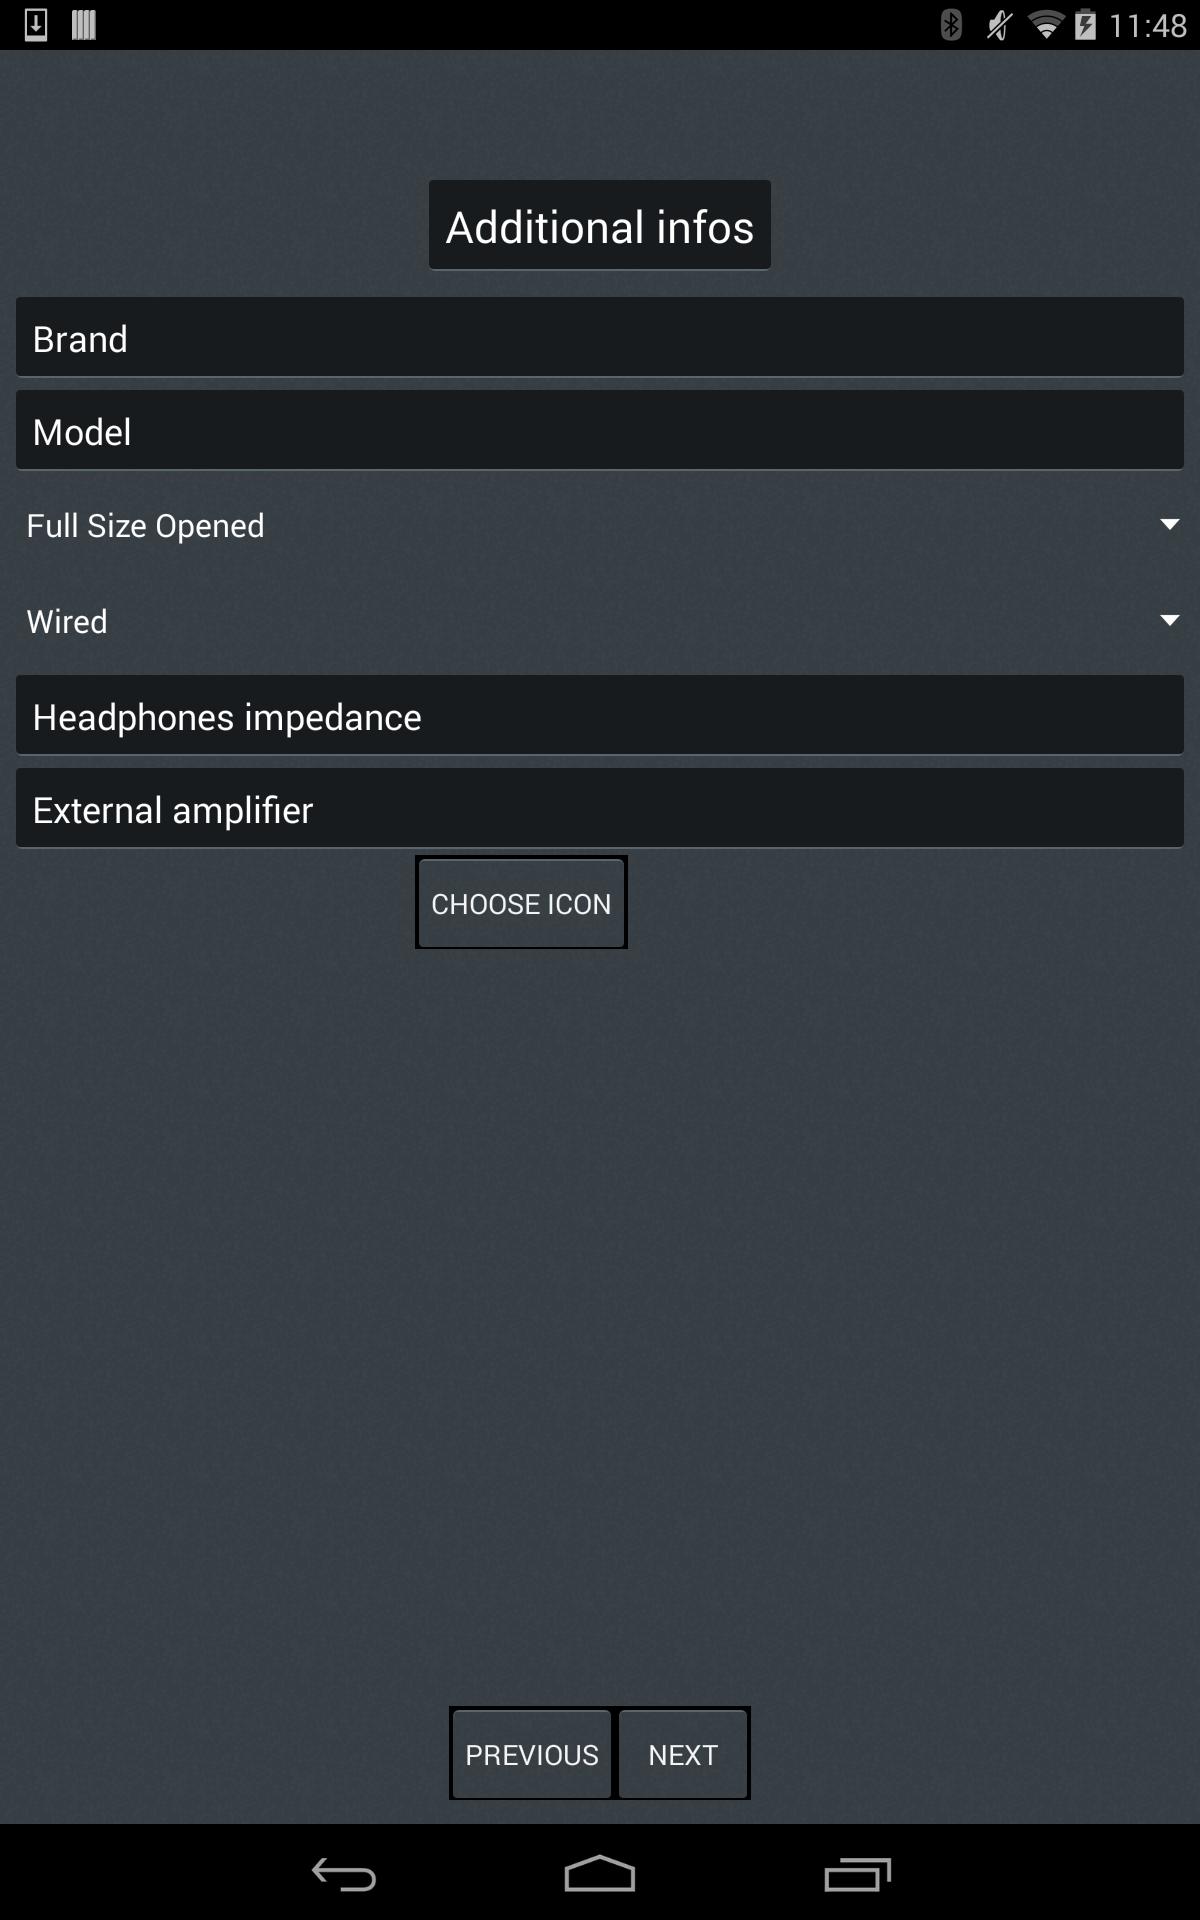 11:48
Additional infos
Brand
Model
Full Size Opened
Wired
Headphones impedance
External amplifier
CHOOSE ICON
PREVIOUS NEXT